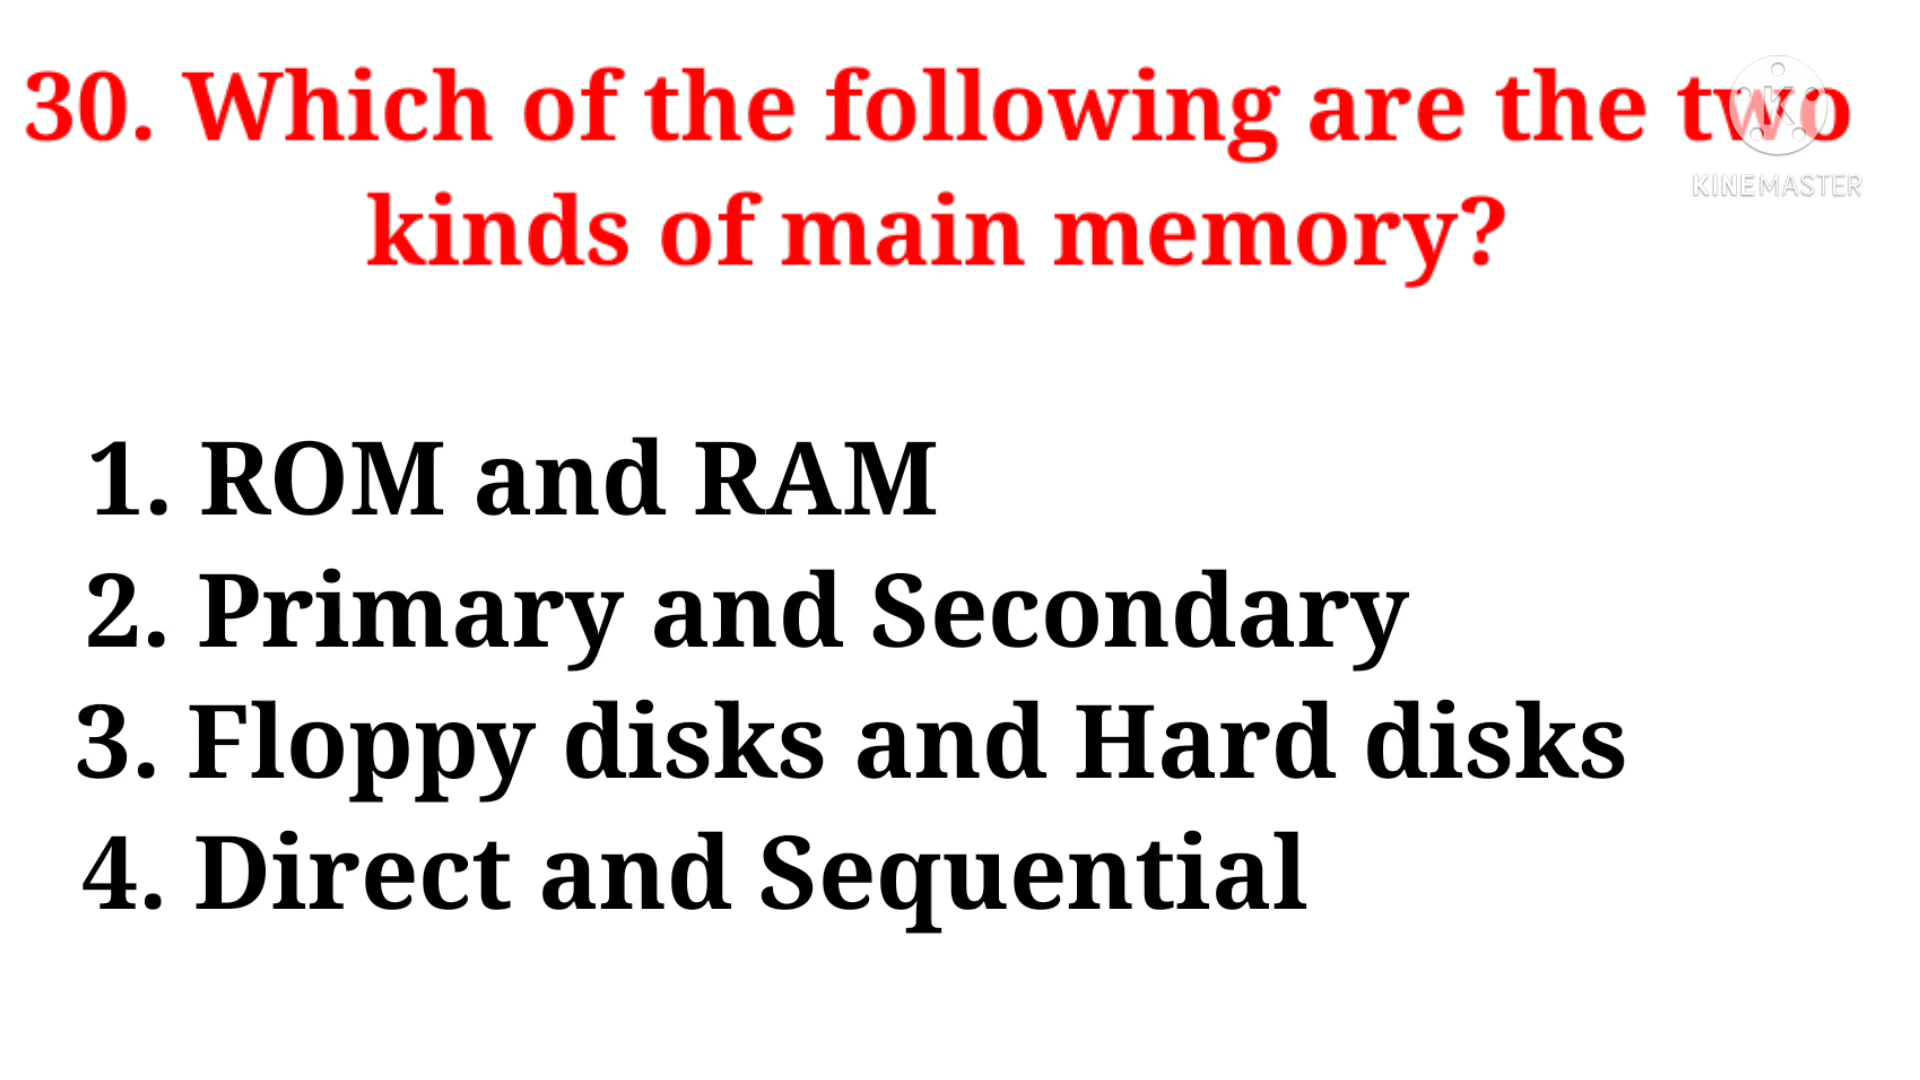 30. Which of the following are the two
kinds of main memory?
KINEMASTER
1. ROM and RAM
2. Primary and Secondary
3. Floppy disks and Hard disks
4. Direct and Sequential